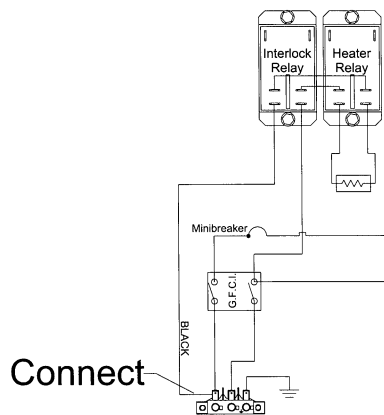 Interlock
Relay
Heater
Relay
Minibreaker
G.F.C.I.
BLACK
Connect